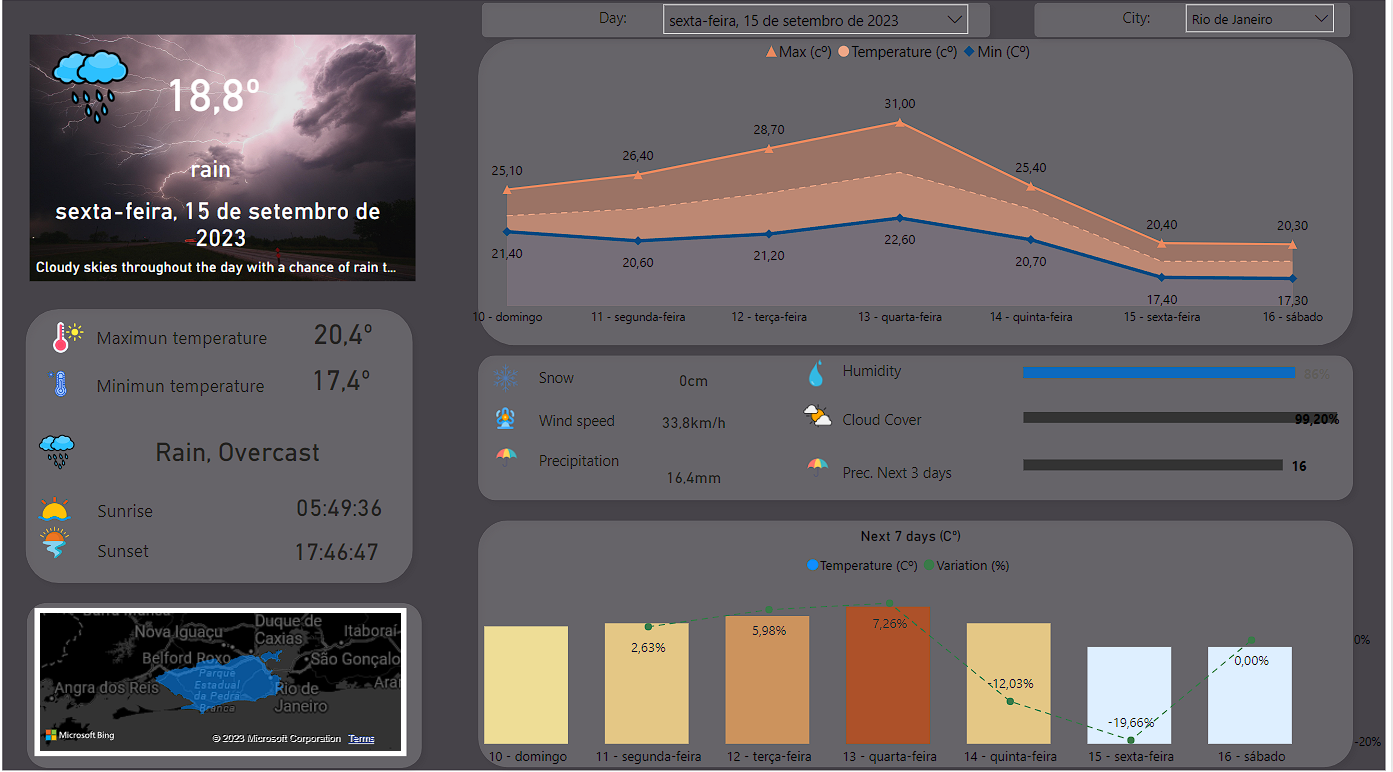 Day:
sexta-feira, 15 de setembro de 2023
City:
Rio de Janeiro
18,8º
rain
sexta-feira, 15 de setembro de
2023
Cloudy skies throughout the day with a chance of rain t...
Max (cº) Temperature (cº) Min (Cº)
31,00
28,70
26,40
25,10
25,40
20,40
20,30
21,40
20,60
21,20
22,60
20,70
17,40
17,30
10 - domingo
11 - segunda-feira
12 - terça-feira
13 - quarta-feira
14 - quinta-feira
15 - sexta-feira
16 - sábado
Maximun temperature 20,4º
Minimun temperature 17,4º
Rain, Overcast
Sunrise 05:49:36
Sunset 17:46:47
Snow 0cm
Wind speed 33,8km/h
Precipitation 16,4mm
Humidity 86%
Cloud Cover 99,20%
Prec. Next 3 days 16
Next 7 days (Cº)
Temperature (Cº) Variation (%)
2,63%
5,98%
7,26%
-12,03%
-19,66%
0,00%
0%
-20%
10 - domingo
11 - segunda-feira
12 - terça-feira
13 - quarta-feira
14 - quinta-feira
15 - sexta-feira
16 - sábado
Duque de
Caxias
Nova Iguaçu
Itaboraí
Belford Roxo
São Gonçalo
Parque
Estadual
da Pedra
Branca
Angra dos Reis
Rio de
Janeiro
Microsoft Bing
© 2023 Microsoft Corporation Terms